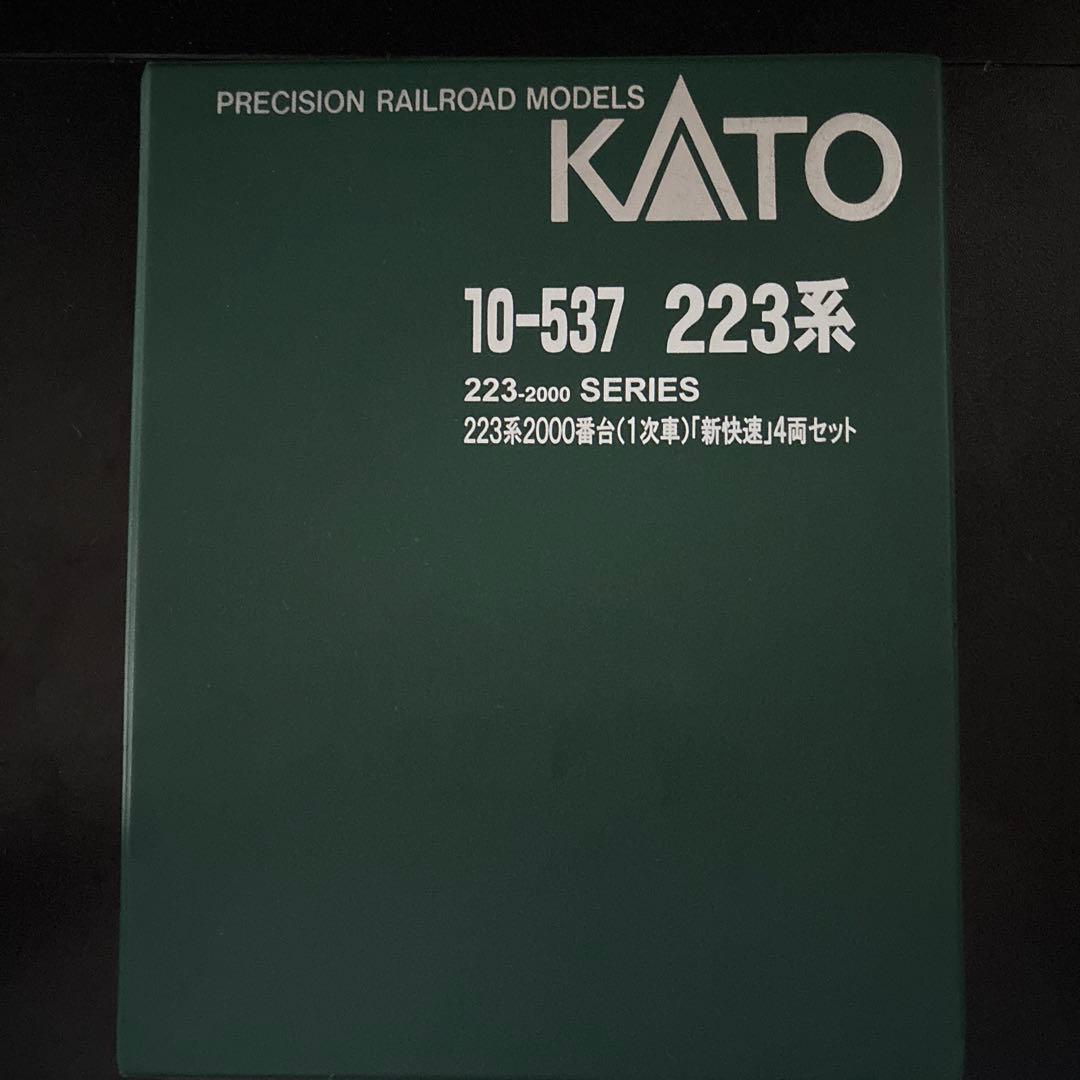 PRECISION RAILROAD MODELS
KATO
10-537 223系
223-2000 SERIES
223系2000番台(1次車)「新快速」4両セット